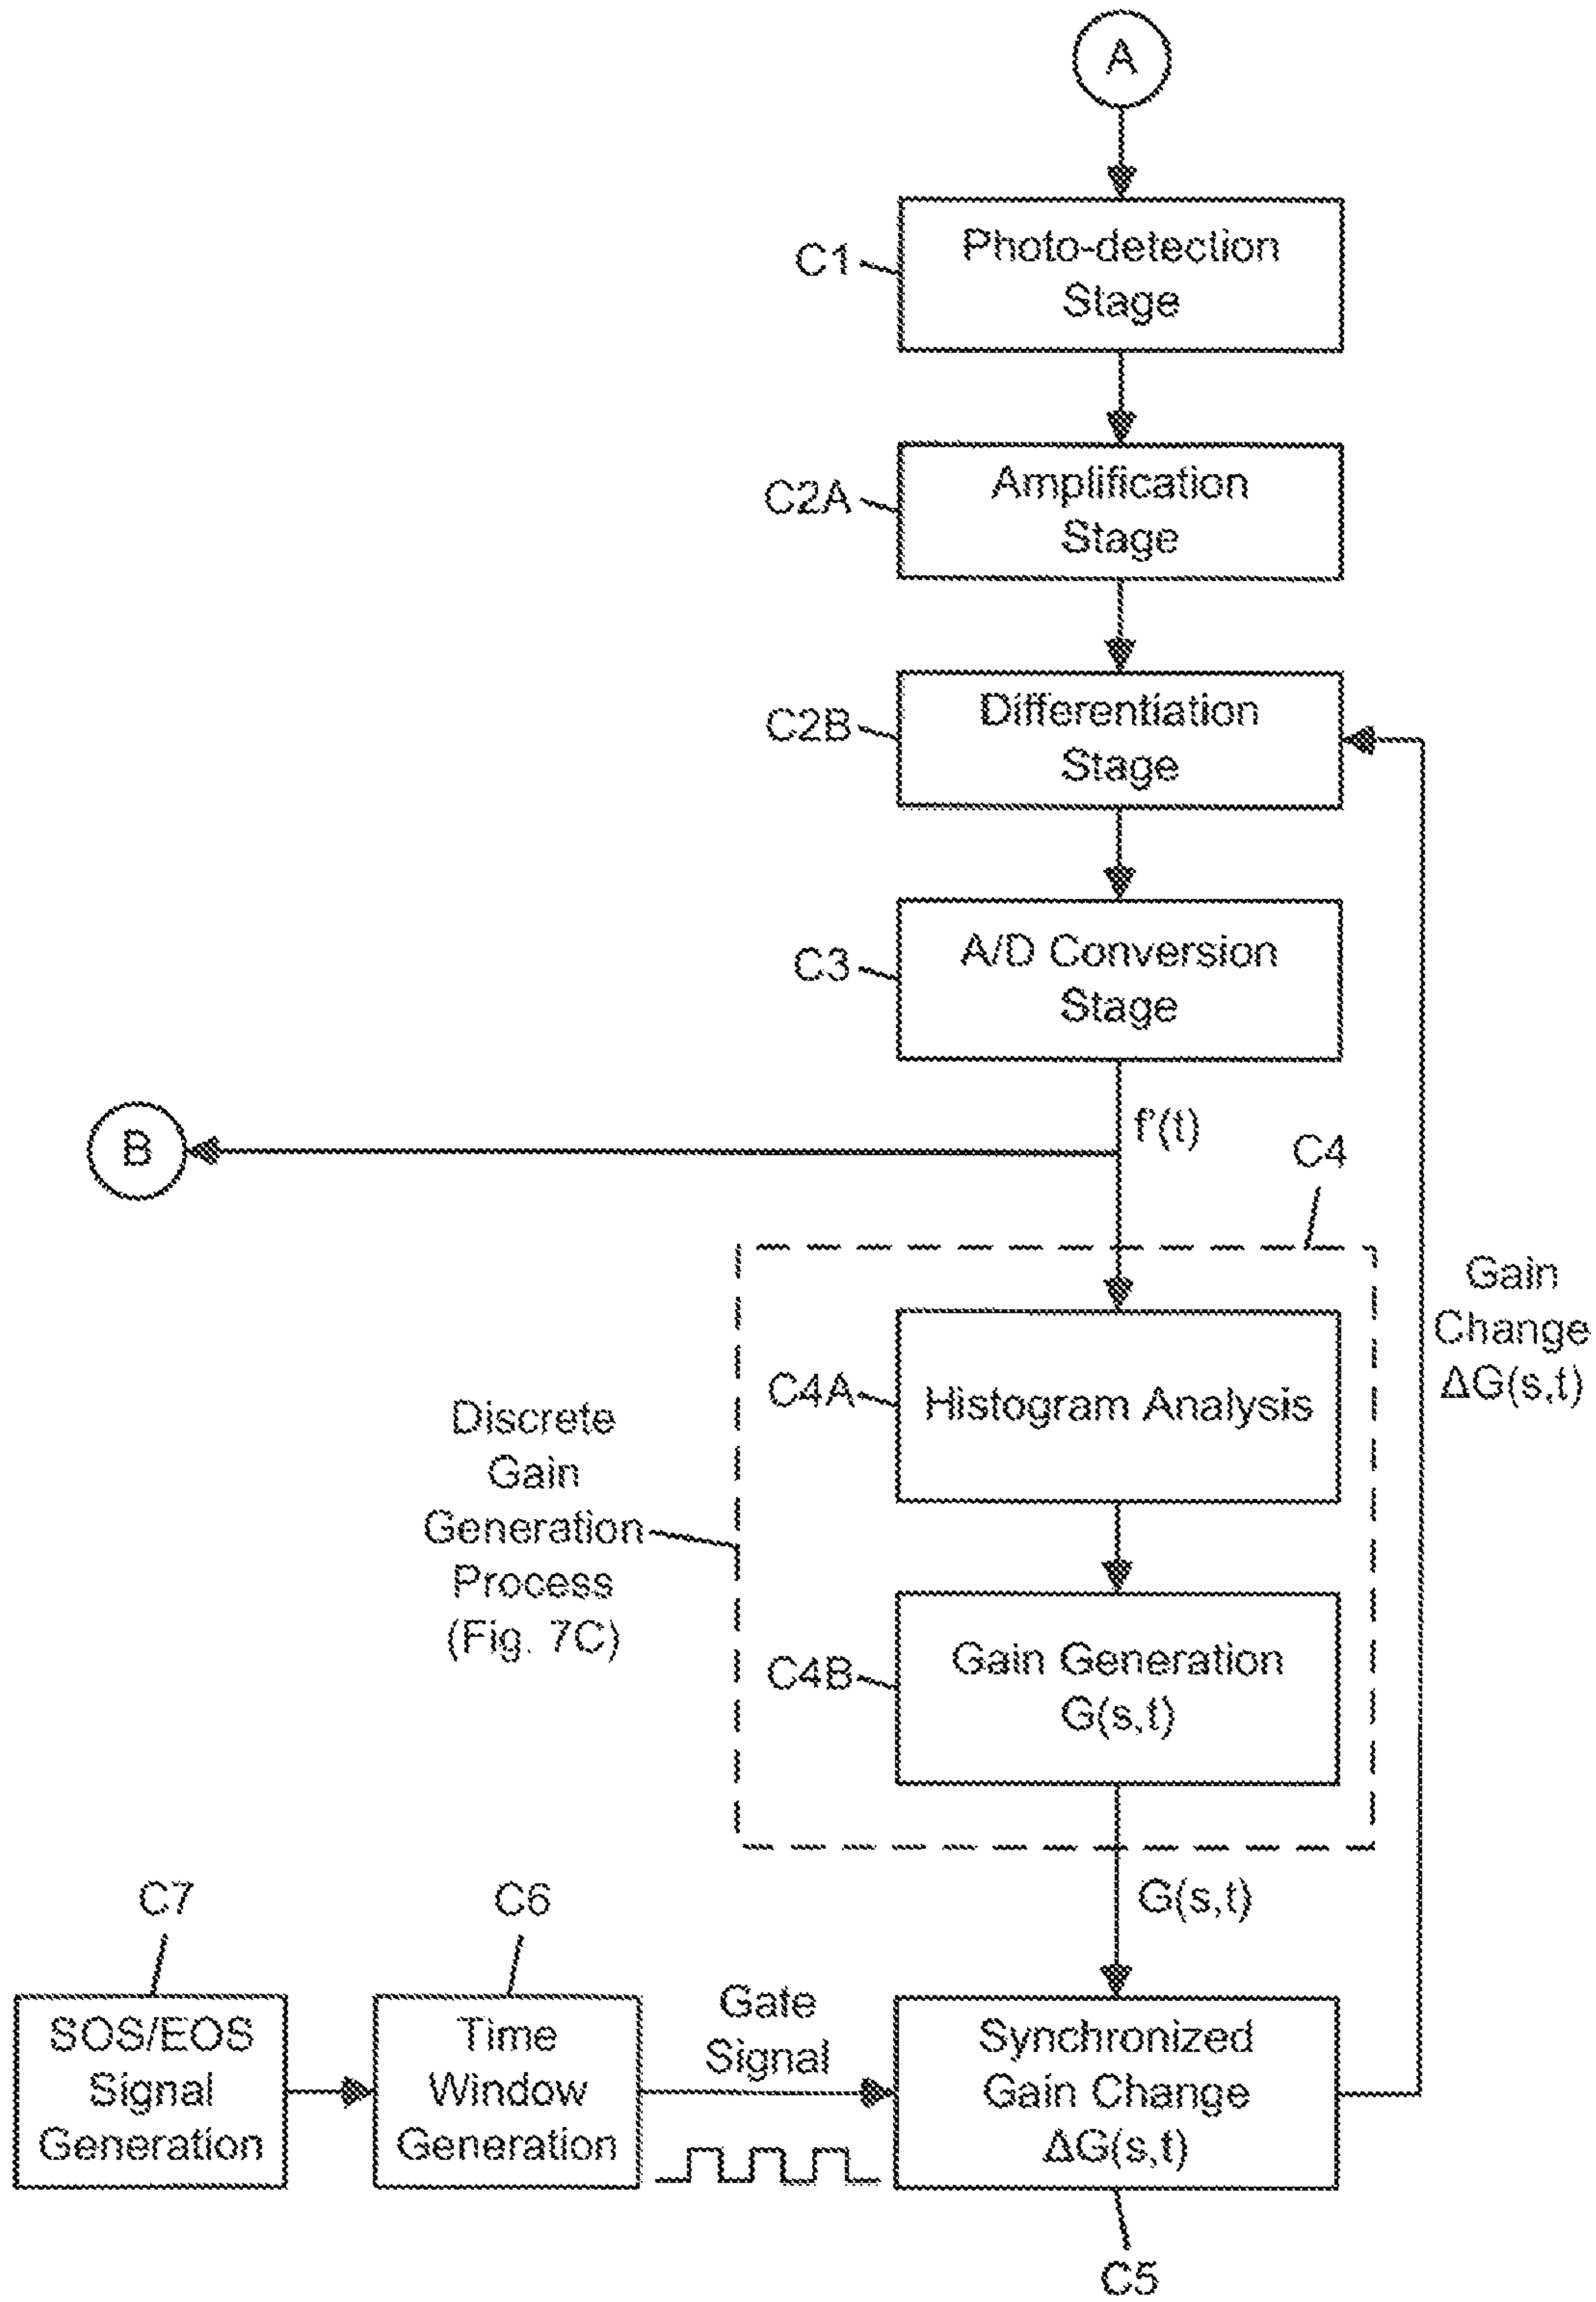 A
C1
Photo-detection
Stage
C2A
Amplification
Stage
C2B
Differentiation
Stage
C3
A/D Conversion
Stage
f'(t)
B
C4
Gain
Change
ΔG(s,t)
C4A
Histogram Analysis
Discrete
Gain
Generation
Process
(Fig. 7C)
C4B
Gain Generation
G(s,t)
G(s,t)
C7
SOS/EOS
Signal
Generation
C6
Time
Window
Generation
Gate
Signal
Synchronized
Gain Change
ΔG(s,t)
C5